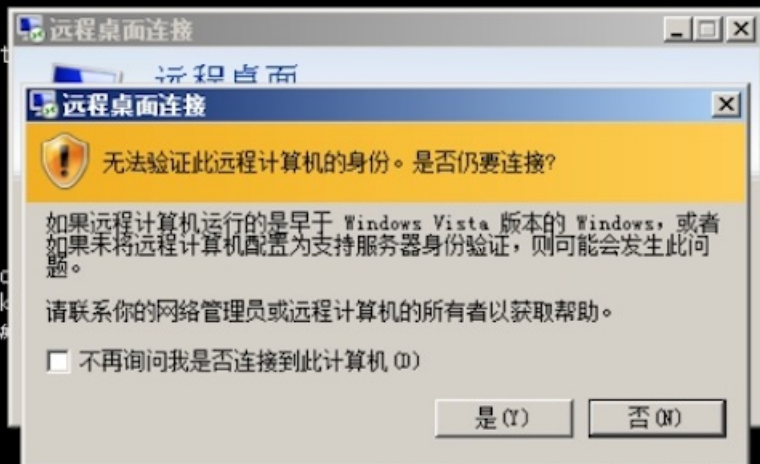 远程桌面连接
远程桌面
远程桌面连接
无法验证此远程计算机的身份。是否仍要连接?
如果远程计算机运行的是早于 Windows Vista 版本的 Windows，或者
如果未将远程计算机配置为支持服务器身份验证，则可能会发生此问
题。
请联系你的网络管理员或远程计算机的所有者以获取帮助。
不再询问我是否连接到此计算机(D)
是(Y)
否(N)